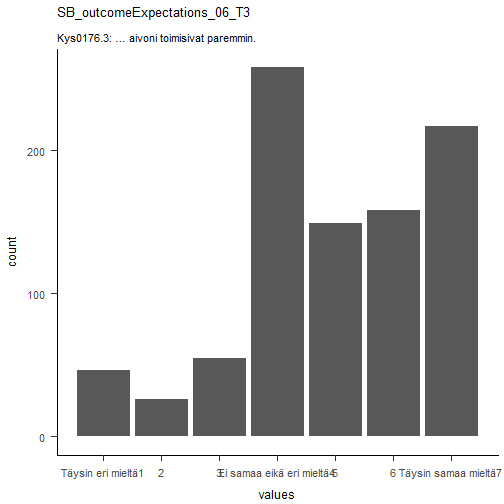 SB_outcomeExpectations_06_T3
Kys0176.3: … aivoni toimisivat paremmin.
200
100
0
count
Täysin eri mieltä1 2 3 Ei samaa eikä eri mieltä4 5 6 Täysin samaa mieltä7
values